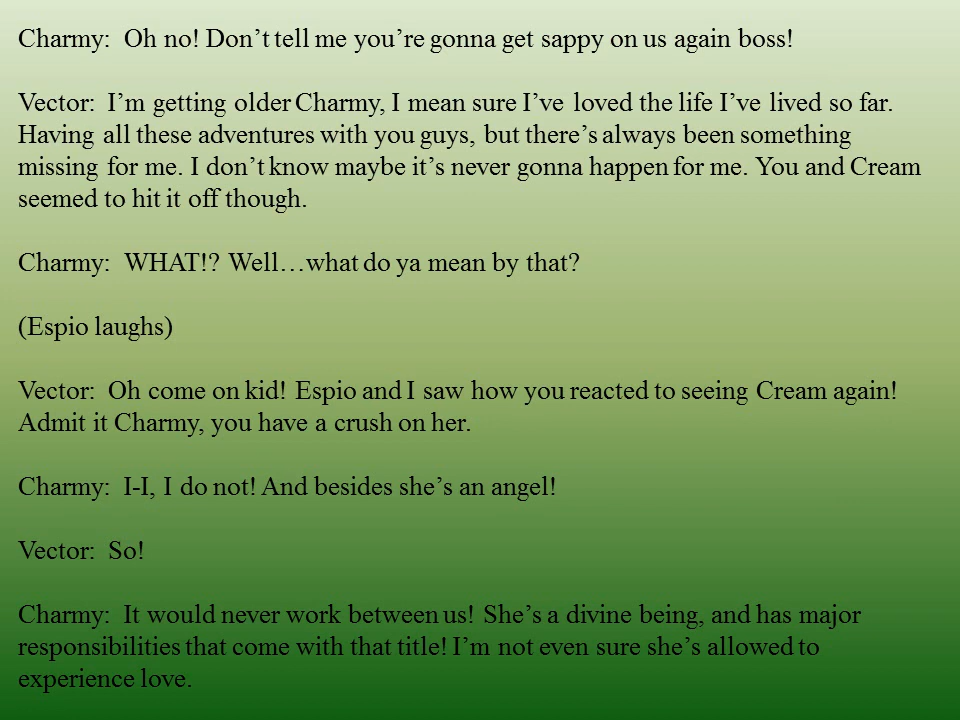 Charmy:  Oh no! Don’t tell me you’re gonna get sappy on us again boss!
Vector:  I’m getting older Charmy, I mean sure I’ve loved the life I’ve lived so far.
Having all these adventures with you guys, but there’s always been something
missing for me. I don’t know maybe it’s never gonna happen for me. You and Cream
seemed to hit it off though.
Charmy:  WHAT!? Well…what do ya mean by that?
(Espio laughs)
Vector:  Oh come on kid! Espio and I saw how you reacted to seeing Cream again!
Admit it Charmy, you have a crush on her.
Charmy:  I-I, I do not! And besides she’s an angel!
Vector:  So!
Charmy:  It would never work between us! She’s a divine being, and has major
responsibilities that come with that title! I’m not even sure she’s allowed to
experience love.